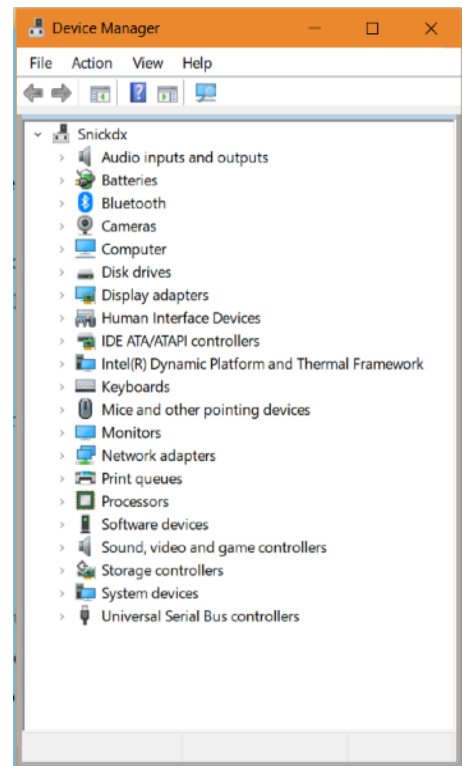 Device Manager
File Action View Help
Snickdx
Audio inputs and outputs
Batteries
Bluetooth
Cameras
Computer
Disk drives
Display adapters
Human Interface Devices
IDE ATA/ATAPI controllers
Intel(R) Dynamic Platform and Thermal Framework
Keyboards
Mice and other pointing devices
Monitors
Network adapters
Print queues
Processors
Software devices
Sound, video and game controllers
Storage controllers
System devices
Universal Serial Bus controllers